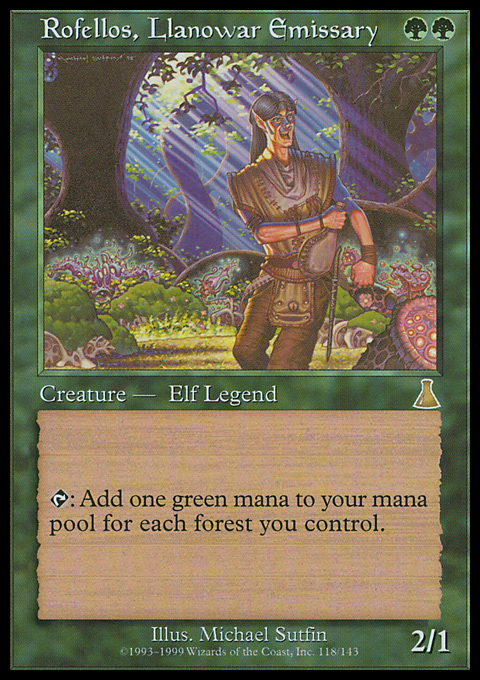 Rofellos, Llanowar Emissary
Creature — Elf Legend
: Add one green mana to your mana
pool for each forest you control.
Illus. Michael Sutfin
©1993–1999 Wizards of the Coast, Inc. 118/143
2/1